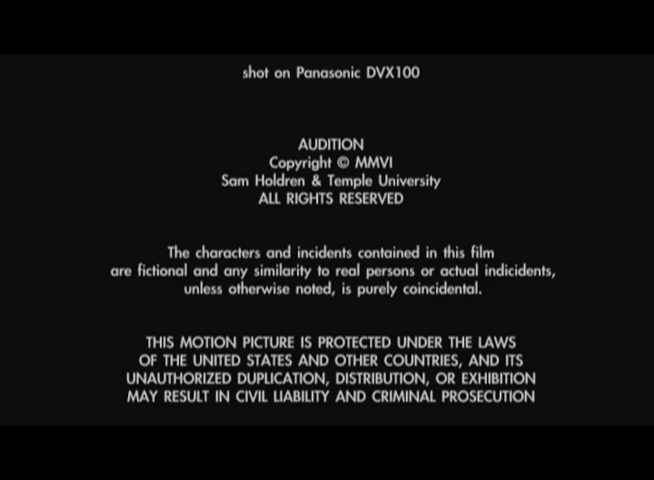 shot on Panasonic DVX100
AUDITION
Copyright © MMVI
Sam Holdren & Temple University
ALL RIGHTS RESERVED
The characters and incidents contained in this film
are fictional and any similarity to real persons or actual indicidents,
unless otherwise noted, is purely coincidental.
THIS MOTION PICTURE IS PROTECTED UNDER THE LAWS
OF THE UNITED STATES AND OTHER COUNTRIES, AND ITS
UNAUTHORIZED DUPLICATION, DISTRIBUTION, OR EXHIBITION
MAY RESULT IN CIVIL LIABILITY AND CRIMINAL PROSECUTION